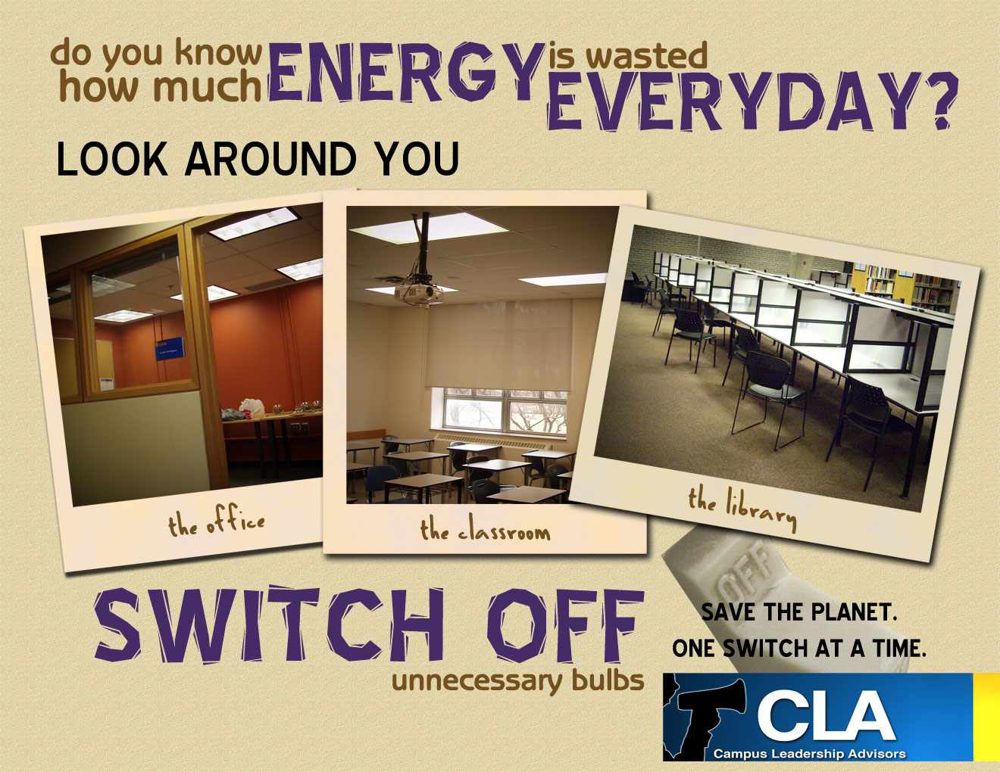 do you know
how much ENERGY is wasted
EVERYDAY?
LOOK AROUND YOU
the office
the classroom
the library
OFF
SWITCH OFF
unnecessary bulbs
SAVE THE PLANET.
ONE SWITCH AT A TIME.
CLA
Campus Leadership Advisors